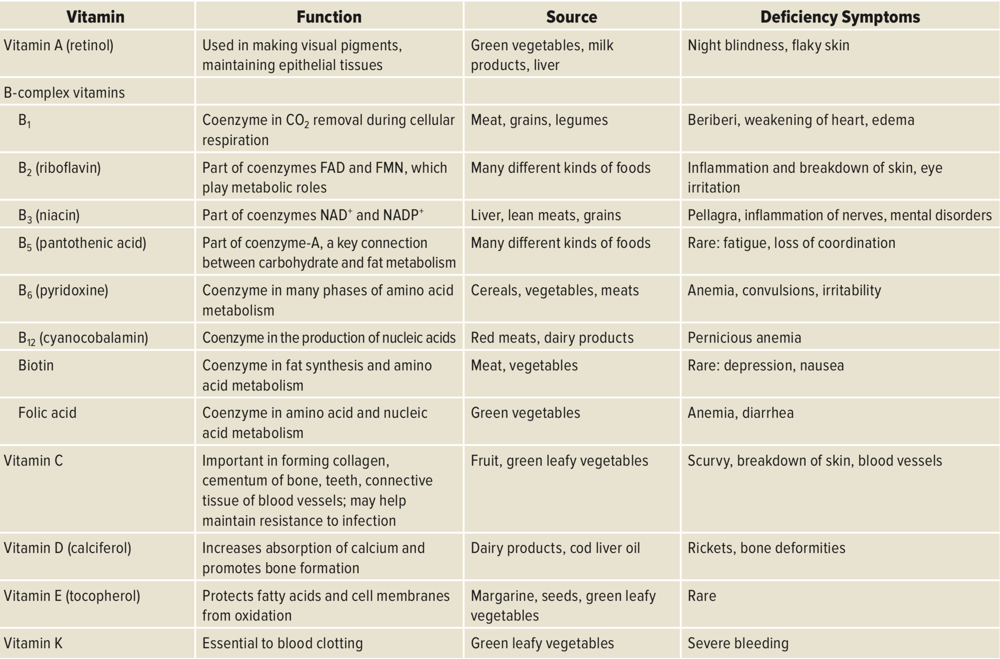 Vitamin Function Source Deficiency Symptoms
Vitamin A (retinol) Used in making visual pigments, Green vegetables, milk Night blindness, flaky skin
maintaining epithelial tissues products, liver
B-complex vitamins
B₁ Coenzyme in CO₂ removal during cellular Meat, grains, legumes Beriberi, weakening of heart, edema
respiration
B₂ (riboflavin) Part of coenzymes FAD and FMN, which Many different kinds of foods Inflammation and breakdown of skin, eye
play metabolic roles irritation
B₃ (niacin) Part of coenzymes NAD⁺ and NADP⁺ Liver, lean meats, grains Pellagra, inflammation of nerves, mental disorders
B₅ (pantothenic acid) Part of coenzyme-A, a key connection Many different kinds of foods Rare: fatigue, loss of coordination
between carbohydrate and fat metabolism
B₆ (pyridoxine) Coenzyme in many phases of amino acid Cereals, vegetables, meats Anemia, convulsions, irritability
metabolism
B₁₂ (cyanocobalamin) Coenzyme in the production of nucleic acids Red meats, dairy products Pernicious anemia
Biotin Coenzyme in fat synthesis and amino Meat, vegetables Rare: depression, nausea
acid metabolism
Folic acid Coenzyme in amino acid and nucleic Green vegetables Anemia, diarrhea
acid metabolism
Vitamin C Important in forming collagen, Fruit, green leafy vegetables Scurvy, breakdown of skin, blood vessels
cementum of bone, teeth, connective
tissue of blood vessels; may help
maintain resistance to infection
Vitamin D (calciferol) Increases absorption of calcium and Dairy products, cod liver oil Rickets, bone deformities
promotes bone formation
Vitamin E (tocopherol) Protects fatty acids and cell membranes Margarine, seeds, green leafy Rare
from oxidation vegetables
Vitamin K Essential to blood clotting Green leafy vegetables Severe bleeding